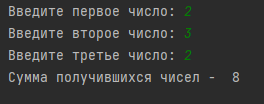 Введите первое число: 2
Введите второе число: 3
Введите третье число: 2
Сумма получившихся чисел -  8